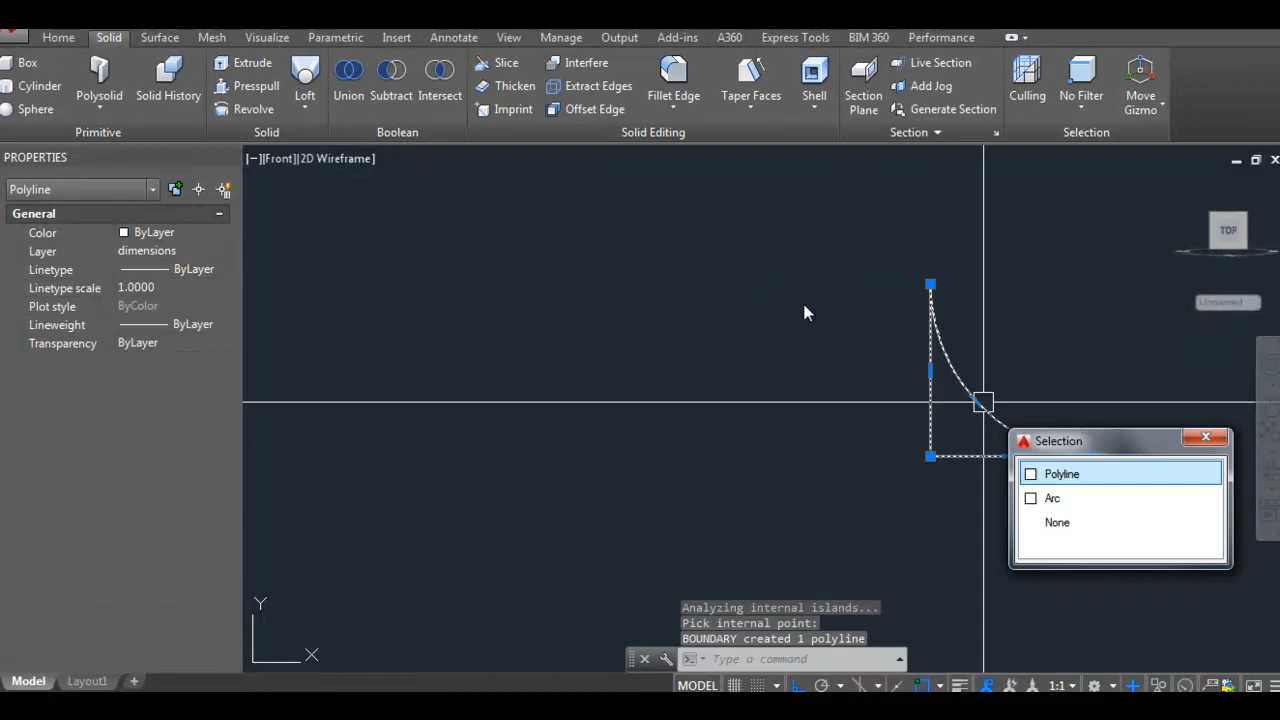 Home Solid Surface Mesh Visualize Parametric Insert Annotate View Manage Output Add-ins A360 Express Tools BIM 360 Performance
Box
Cylinder
Sphere
Polysolid
Solid History
Primitive
Extrude
Presspull
Revolve
Loft
Solid
Union Subtract Intersect
Boolean
Slice
Thicken
Imprint
Interfere
Extract Edges
Offset Edge
Fillet Edge
Taper Faces
Shell
Solid Editing
Section
Plane
Live Section
Add Jog
Generate Section
Section
Culling
No Filter
Move
Gizmo
Selection
PROPERTIES
Polyline
General
Color ByLayer
Layer dimensions
Linetype ByLayer
Linetype scale 1.0000
Plot style ByColor
Lineweight ByLayer
Transparency ByLayer
[−][Front][2D Wireframe]
TOP
Unnamed
Selection
Polyline
Arc
None
Y
X
Analyzing internal islands...
Pick internal point:
BOUNDARY created 1 polyline
Type a command
Model Layout1 +
MODEL 1:1